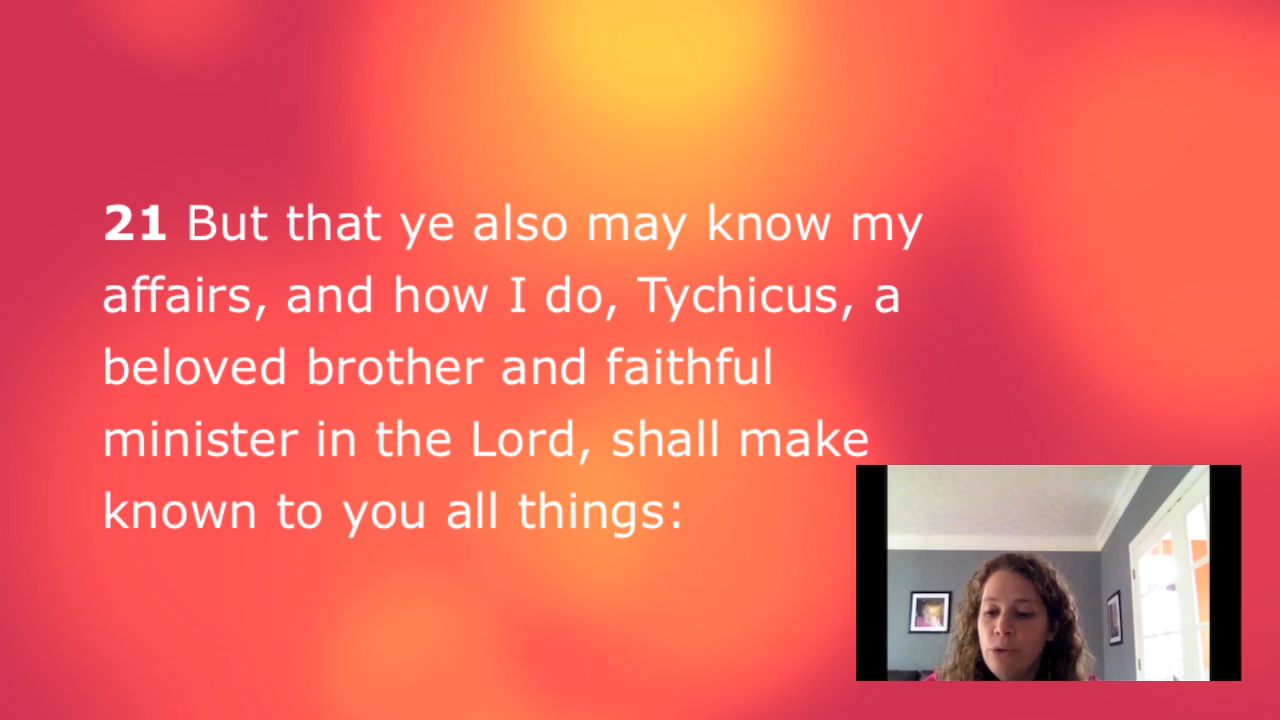 21 But that ye also may know my
affairs, and how I do, Tychicus, a
beloved brother and faithful
minister in the Lord, shall make
known to you all things: